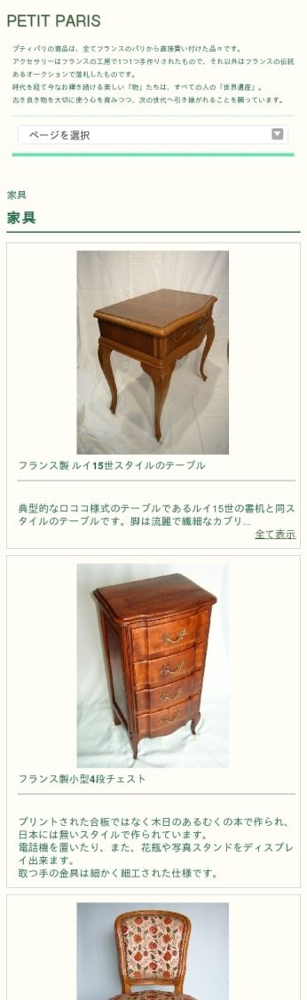 PETIT PARIS
プティパリの商品は、全てフランスのパリから直接買い付けた品々です。
アクセサリーはフランスの工房で1つ1つ手作りされたもので、それ以外はフランスの伝統
あるオークションで落札したものです。
時代を経て今なお輝き続ける美しい「物」たちは、すべての人の「世界遺産」。
古き良き物を大切に使う心を育みつつ、次の世代へ引き継がれることを願っています。
ページを選択
家具
家具
フランス製 ルイ15世スタイルのテーブル
典型的なロココ様式のテーブルであるルイ15世の書机と同ス
タイルのテーブルです。脚は流麗で繊細なカブリ...
全て表示
フランス製小型4段チェスト
プリントされた合板ではなく木目のあるむくの本で作られ、
日本には無いスタイルで作られています。
電話機を置いたり、また、花瓶や写真スタンドをディスプレ
イ出来ます。
取つ手の金具は細かく細工された仕様です。